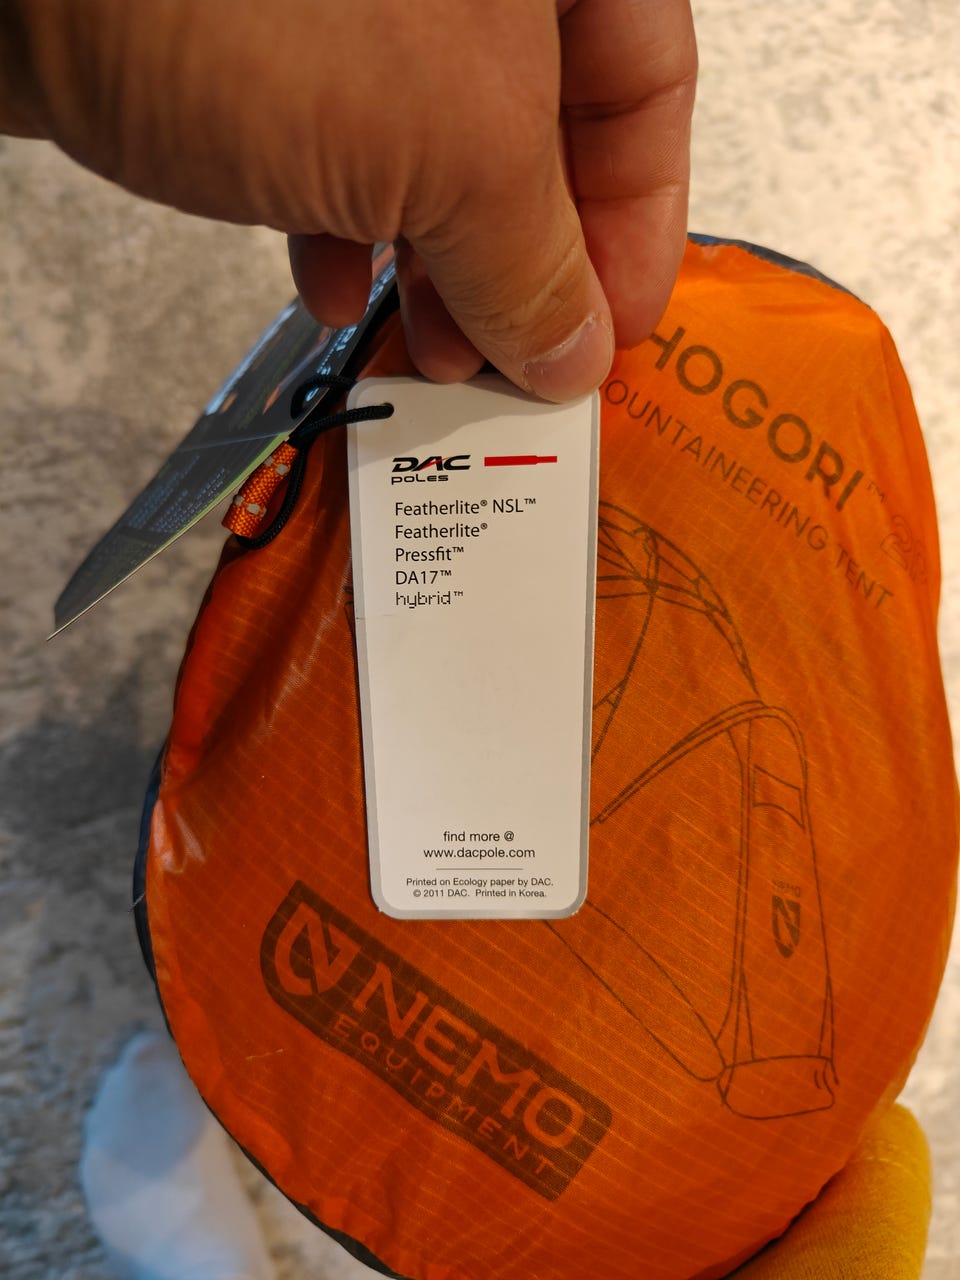 DAC
poles
Featherlite® NSL™
Featherlite®
Pressfit™
DA17™
hybrid™
find more @
www.dacpole.com
Printed on Ecology paper by DAC.
© 2011 DAC. Printed in Korea.
HOGORI™
OUNTAINEERING TENT
NEMO
NEMO
EQUIPMENT